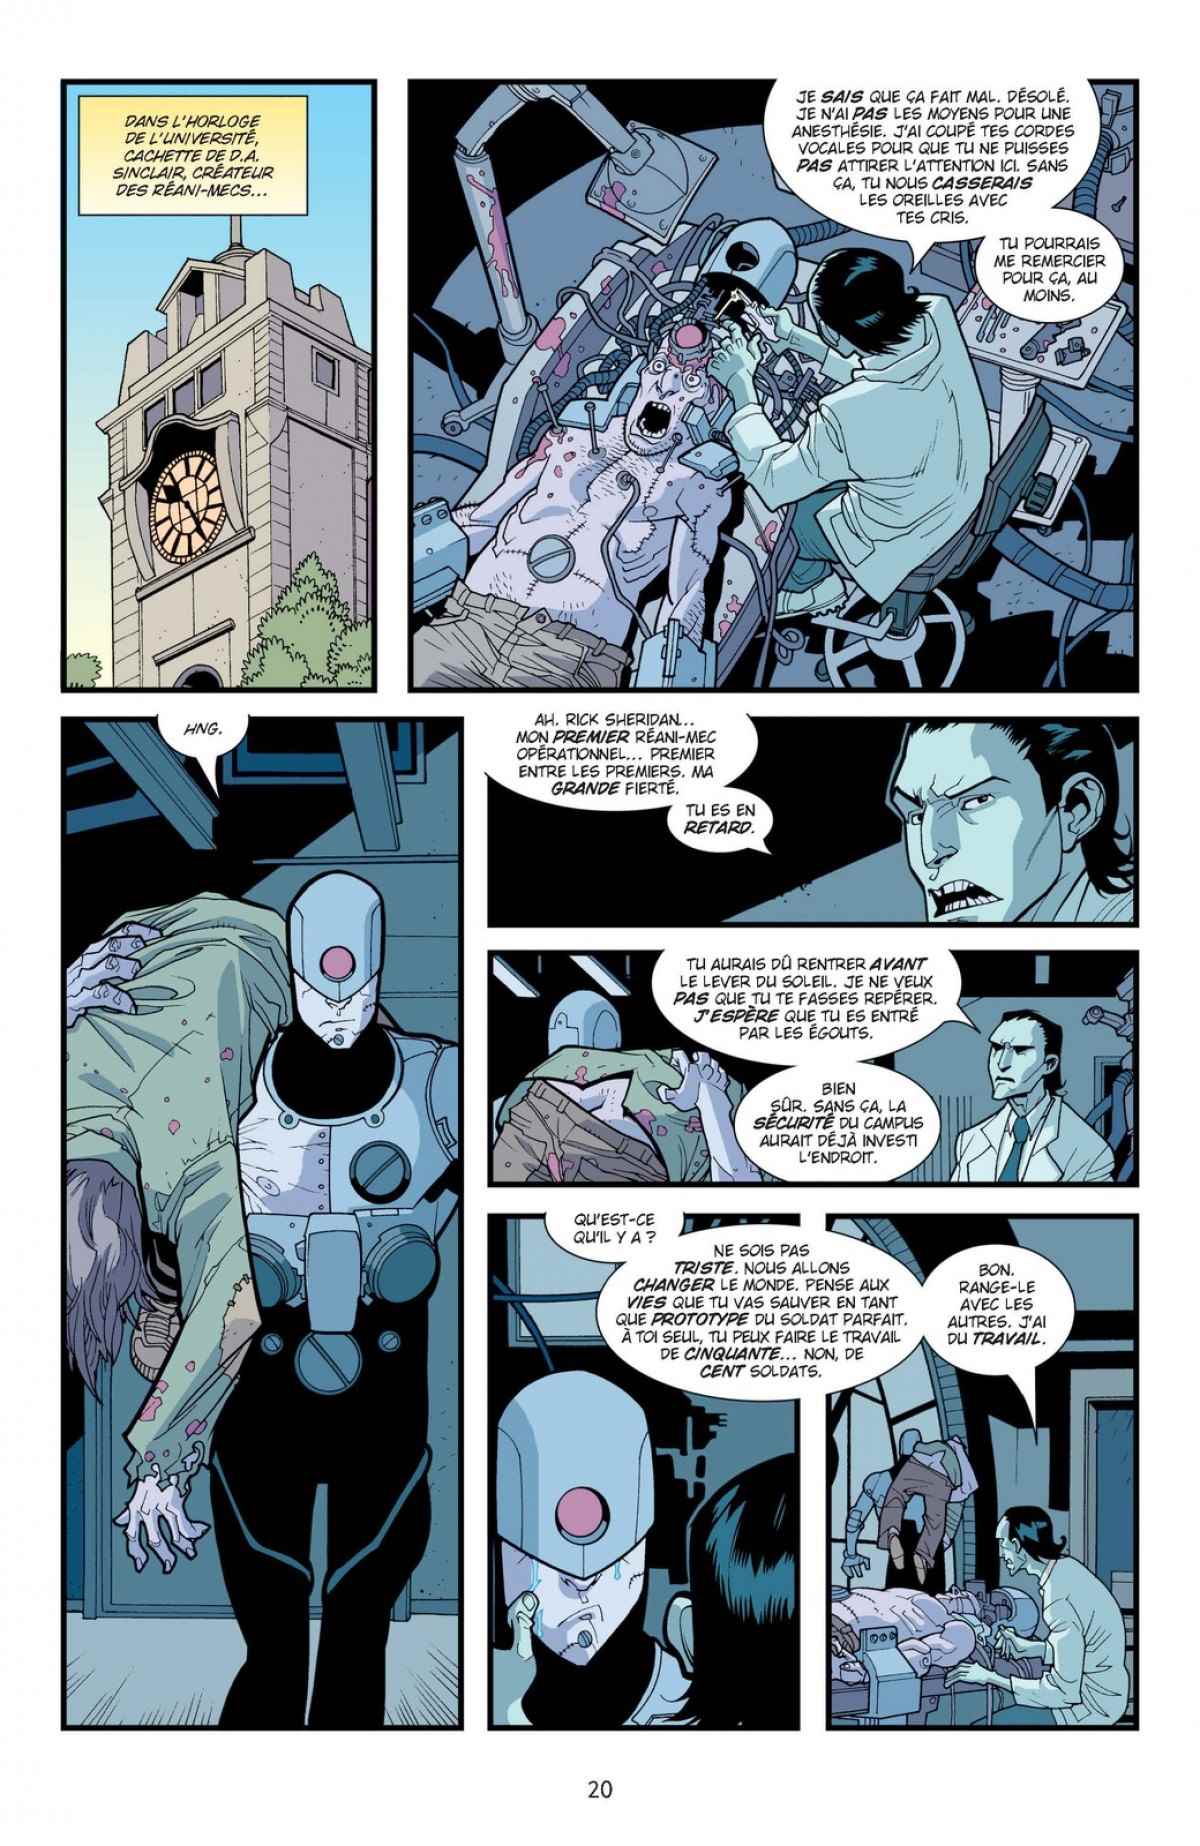 DANS L'HORLOGE
DE L'UNIVERSITÉ,
CACHETTE DE D.A.
SINCLAIR, CRÉATEUR
DES RÉANI-MECS...
JE SAIS QUE ÇA FAIT MAL. DÉSOLÉ.
JE N'AI PAS LES MOYENS POUR UNE
ANESTHÉSIE. J'AI COUPÉ TES CORDES
VOCALES POUR QUE TU NE PUISSES
PAS ATTIRER L'ATTENTION ICI. SANS
ÇA, TU NOUS CASSERAIS
LES OREILLES AVEC
TES CRIS.
TU POURRAIS
ME REMERCIER
POUR ÇA, AU
MOINS.
HNG.
AH. RICK SHERIDAN...
MON PREMIER RÉANI-MEC
OPÉRATIONNEL... PREMIER
ENTRE LES PREMIERS. MA
GRANDE FIERTÉ.
TU ES EN
RETARD.
TU AURAIS DÛ RENTRER AVANT
LE LEVER DU SOLEIL. JE NE VEUX
PAS QUE TU TE FASSES REPÉRER.
J'ESPÈRE QUE TU ES ENTRÉ
PAR LES ÉGOUTS.
BIEN
SÛR. SANS ÇA, LA
SÉCURITÉ DU CAMPUS
AURAIT DÉJÀ INVESTI
L'ENDROIT.
QU'EST-CE
QU'IL Y A ?
NE SOIS PAS
TRISTE. NOUS ALLONS
CHANGER LE MONDE. PENSE AUX
VIES QUE TU VAS SAUVER EN TANT
QUE PROTOTYPE DU SOLDAT PARFAIT.
À TOI SEUL, TU PEUX FAIRE LE TRAVAIL
DE CINQUANTE... NON, DE
CENT SOLDATS.
BON.
RANGE-LE
AVEC LES
AUTRES. J'AI
DU TRAVAIL.
20